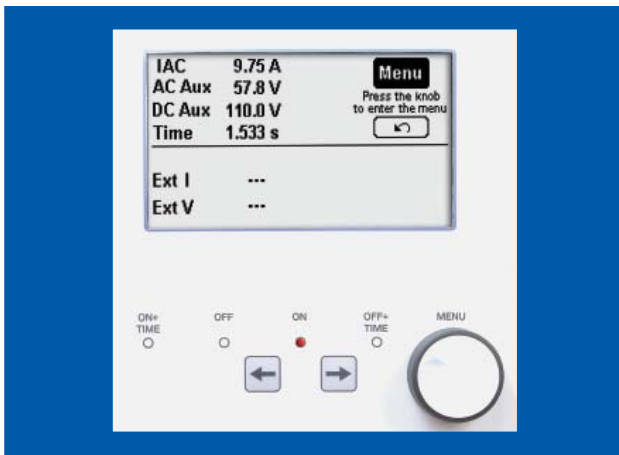 IAC 9.75 A
AC Aux 57.8 V
DC Aux 110.0 V
Time 1.533 s
Menu
Press the knob
to enter the menu
Ext I ---
Ext V ---
ON+
TIME
OFF
ON
OFF+
TIME
MENU